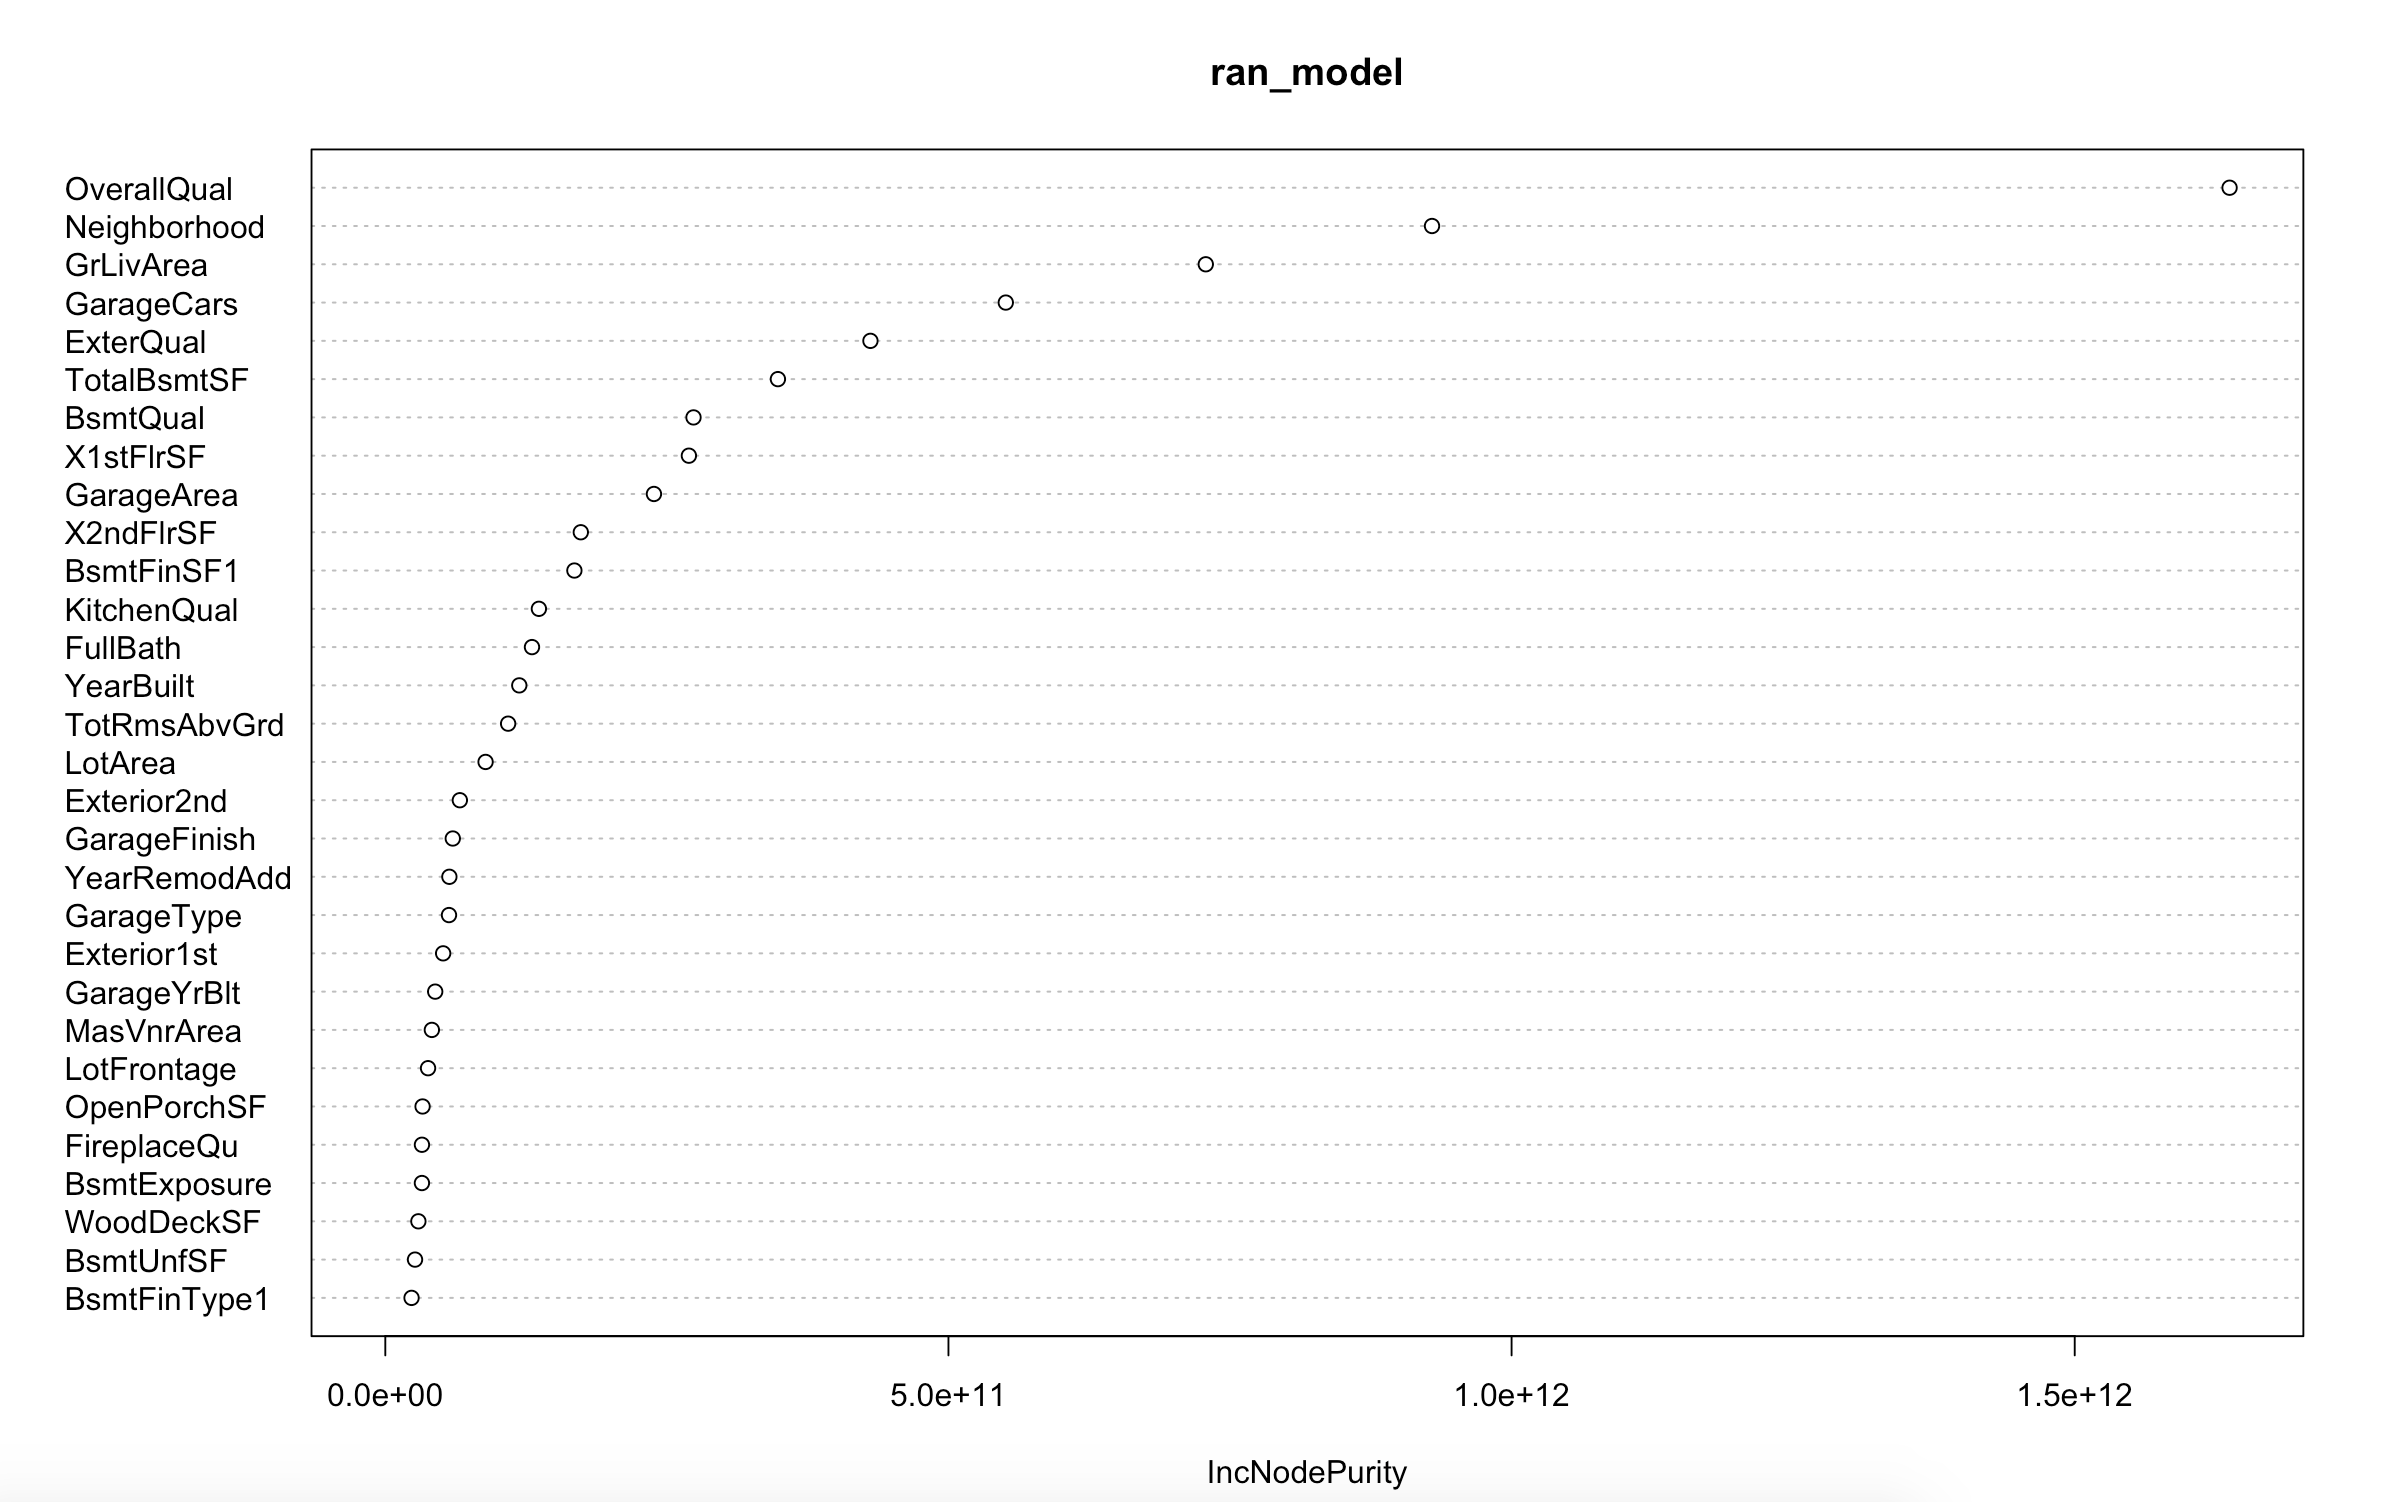 ran_model
OverallQual
Neighborhood
GrLivArea
GarageCars
ExterQual
TotalBsmtSF
BsmtQual
X1stFlrSF
GarageArea
X2ndFlrSF
BsmtFinSF1
KitchenQual
FullBath
YearBuilt
TotRmsAbvGrd
LotArea
Exterior2nd
GarageFinish
YearRemodAdd
GarageType
Exterior1st
GarageYrBlt
MasVnrArea
LotFrontage
OpenPorchSF
FireplaceQu
BsmtExposure
WoodDeckSF
BsmtUnfSF
BsmtFinType1
0.0e+00 5.0e+11 1.0e+12 1.5e+12
IncNodePurity